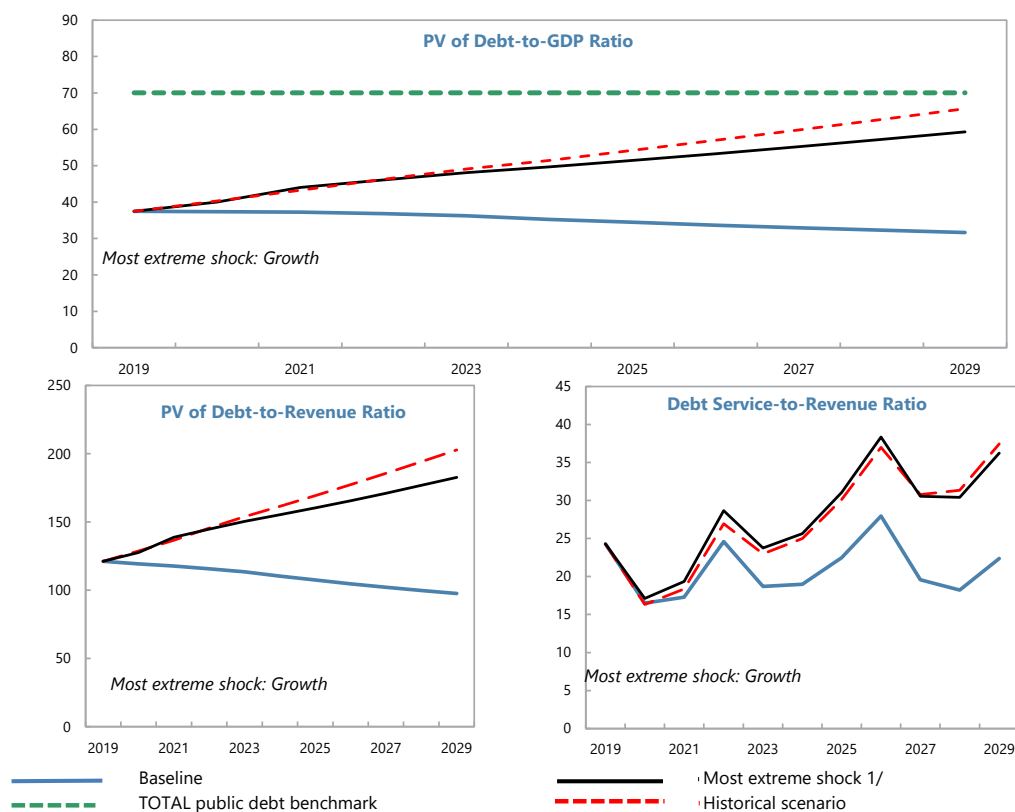 PV of Debt-to-GDP Ratio
90
80
70
60
50
40
30
20
10
0
Most extreme shock: Growth
2019 2021 2023 2025 2027 2029
PV of Debt-to-Revenue Ratio
250
200
150
100
50
0
Most extreme shock: Growth
2019 2021 2023 2025 2027 2029
Debt Service-to-Revenue Ratio
45
40
35
30
25
20
15
10
5
0
Most extreme shock: Growth
2019 2021 2023 2025 2027 2029
Baseline
Most extreme shock 1/
TOTAL public debt benchmark
Historical scenario